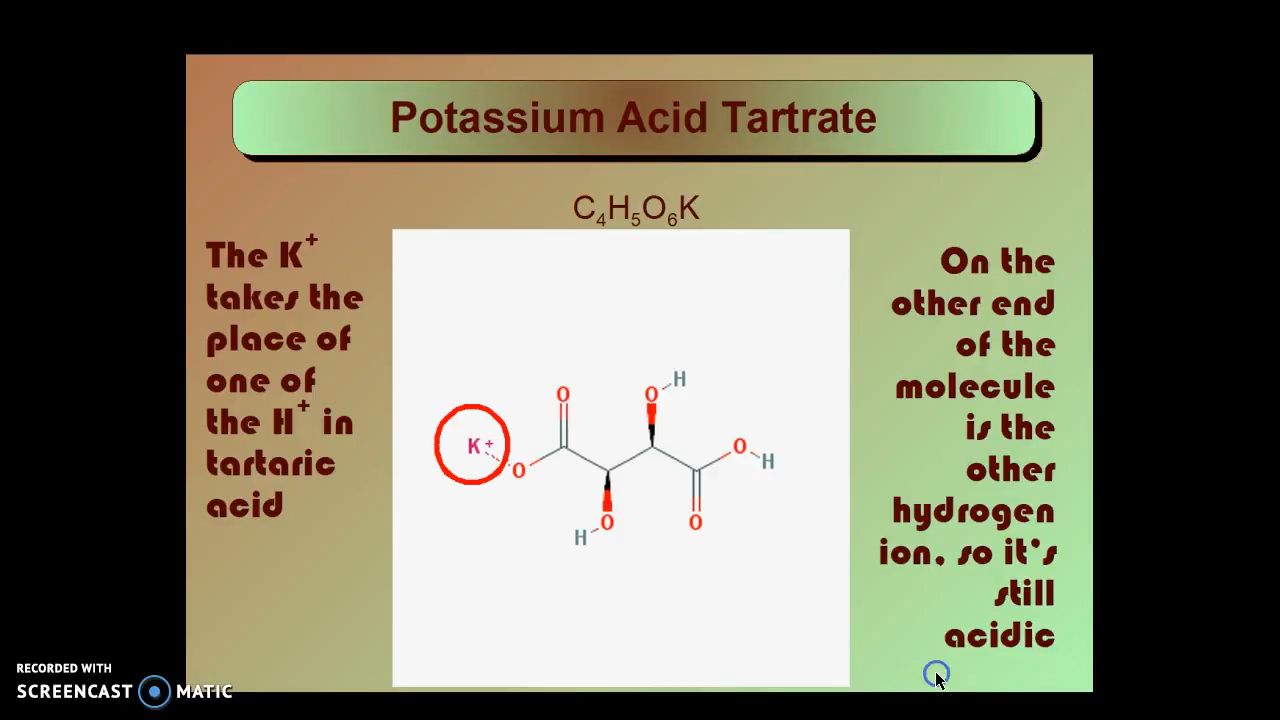 Potassium Acid Tartrate
C₄H₅O₆K
The K⁺
takes the
place of
one of
the H⁺ in
tartaric
acid
K⁺
O
O
O
H
H
O
O
H
O
On the
other end
of the
molecule
is the
other
hydrogen
ion, so it's
still
acidic
RECORDED WITH
SCREENCAST MATIC